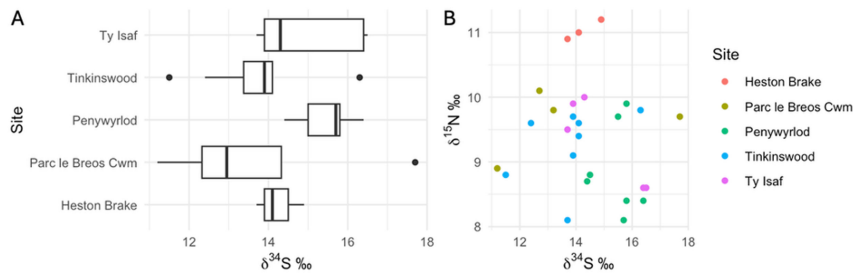 A
Site
Ty Isaf
Tinkinswood
Penywyrlod
Parc le Breos Cwm
Heston Brake
12 14 16 18
δ³⁴S ‰
B
δ¹⁵N ‰
11
10
9
8
12 14 16 18
δ³⁴S ‰
Site
Heston Brake
Parc le Breos Cwm
Penywyrlod
Tinkinswood
Ty Isaf